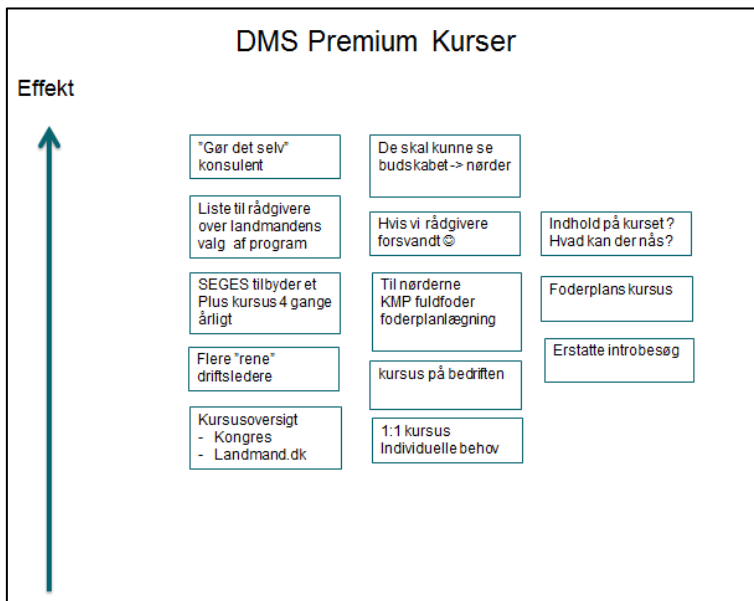 DMS Premium Kurser
Effekt
"Gør det selv"
konsulent
Liste til rådgivere
over landmandens
valg af program
SEGES tilbyder et
Plus kursus 4 gange
årligt
Flere "rene"
driftsledere
Kursusoversigt
- Kongres
- Landmand.dk
De skal kunne se
budskabet -> nørder
Hvis vi rådgivere
forsvandt ☺
Til nørderne
KMP fuldfoder
foderplanlægning
kursus på bedriften
1:1 kursus
Individuelle behov
Indhold på kurset ?
Hvad kan der nås?
Foderplans kursus
Erstatte introbesøg